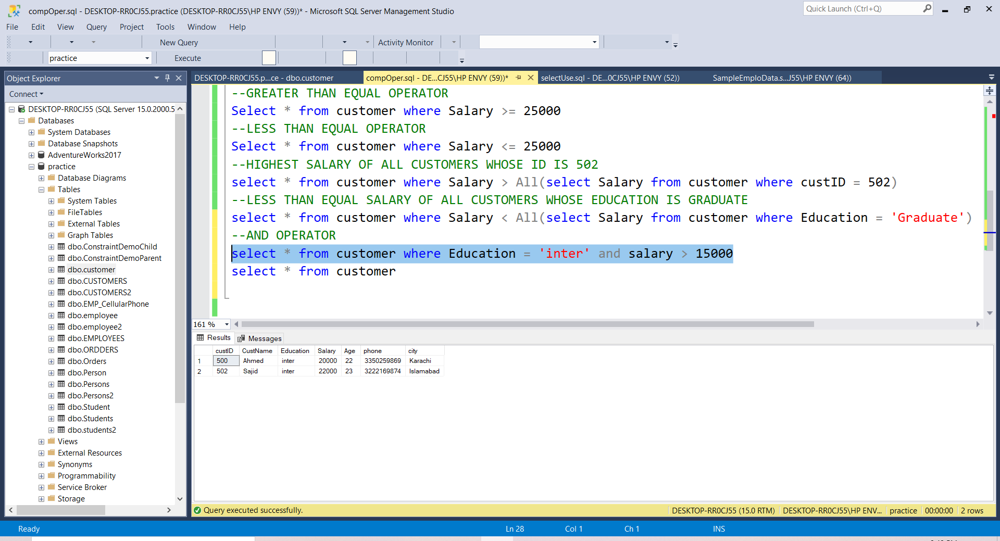 compOper.sql - DESKTOP-RR0CJ55.practice (DESKTOP-RR0CJ55\HP ENVY (59))* - Microsoft SQL Server Management Studio
Quick Launch (Ctrl+Q)
File Edit View Query Project Tools Window Help
New Query Activity Monitor
practice Execute
Object Explorer
Connect
DESKTOP-RR0CJ55 (SQL Server 15.0.2000.5
Databases
System Databases
Database Snapshots
AdventureWorks2017
practice
Database Diagrams
Tables
System Tables
FileTables
External Tables
Graph Tables
dbo.ConstraintDemoChild
dbo.ConstraintDemoParent
dbo.customer
dbo.CUSTOMERS
dbo.CUSTOMERS2
dbo.EMP_CellularPhone
dbo.employee
dbo.employee2
dbo.EMPLOYEES
dbo.ORDDERS
dbo.Orders
dbo.Person
dbo.Persons
dbo.Persons2
dbo.Student
dbo.Students
dbo.students2
Views
External Resources
Synonyms
Programmability
Service Broker
Storage
DESKTOP-RR0CJ55.p...ce - dbo.customer compOper.sql - DE...CJ55\HP ENVY (59))* selectUse.sql - DE...0CJ55\HP ENVY (52)) SampleEmploData.s...J55\HP ENVY (64))
--GREATER THAN EQUAL OPERATOR
Select * from customer where Salary >= 25000
--LESS THAN EQUAL OPERATOR
Select * from customer where Salary <= 25000
--HIGHEST SALARY OF ALL CUSTOMERS WHOSE ID IS 502
select * from customer where Salary > All(select Salary from customer where custID = 502)
--LESS THAN EQUAL SALARY OF ALL CUSTOMERS WHOSE EDUCATION IS GRADUATE
select * from customer where Salary < All(select Salary from customer where Education = 'Graduate')
--AND OPERATOR
select * from customer where Education = 'inter' and salary > 15000
select * from customer
161 %
Results Messages
custID CustName Education Salary Age phone city
1 500 Ahmed inter 20000 22 3350259869 Karachi
2 502 Sajid inter 22000 23 3222169874 Islamabad
Query executed successfully. DESKTOP-RR0CJ55 (15.0 RTM) DESKTOP-RR0CJ55\HP ENV... practice 00:00:00 2 rows
Ready Ln 28 Col 1 Ch 1 INS